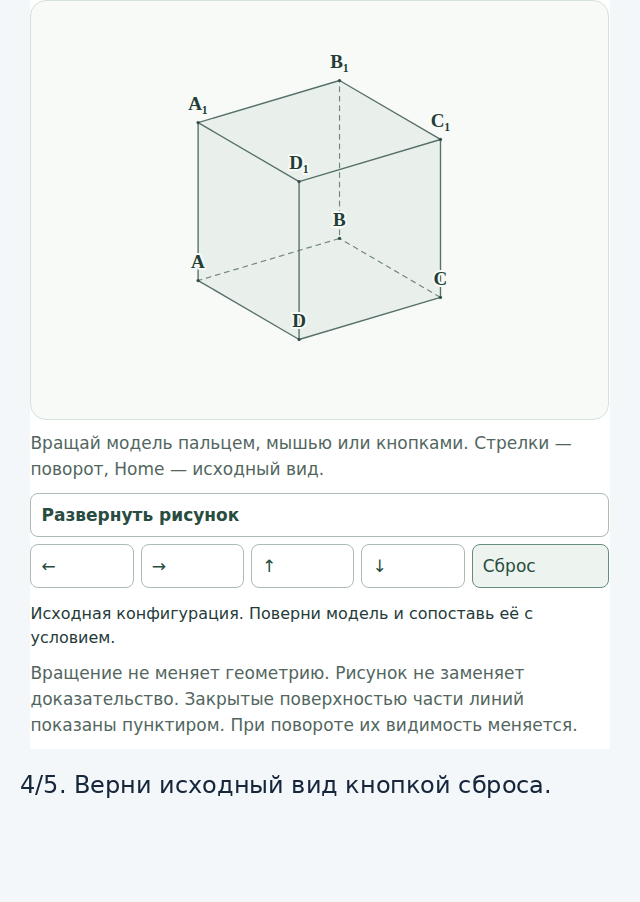 B₁
A₁
C₁
D₁
B
A
C
D
Вращай модель пальцем, мышью или кнопками. Стрелки —
поворот, Home — исходный вид.
Развернуть рисунок
← → ↑ ↓ Сброс
Исходная конфигурация. Поверни модель и сопоставь её с
условием.
Вращение не меняет геометрию. Рисунок не заменяет
доказательство. Закрытые поверхностью части линий
показаны пунктиром. При повороте их видимость меняется.
4/5. Верни исходный вид кнопкой сброса.